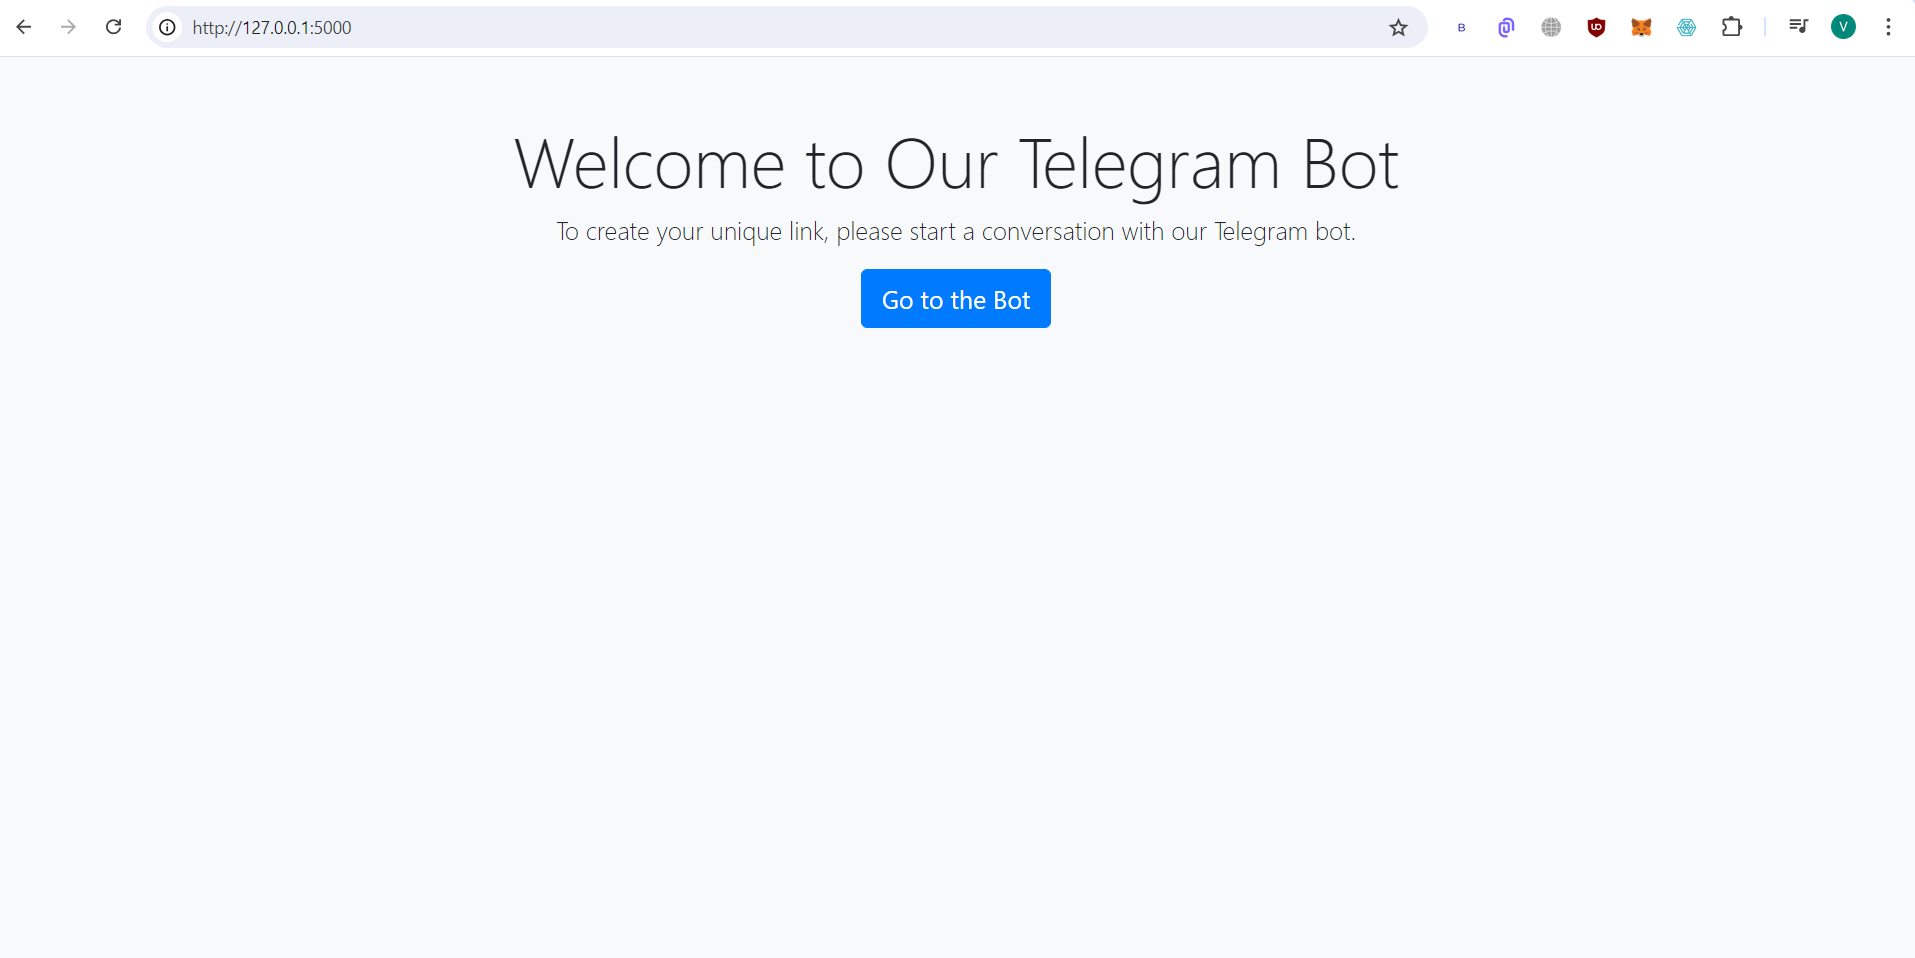 http://127.0.0.1:5000
B
V
Welcome to Our Telegram Bot
To create your unique link, please start a conversation with our Telegram bot.
Go to the Bot